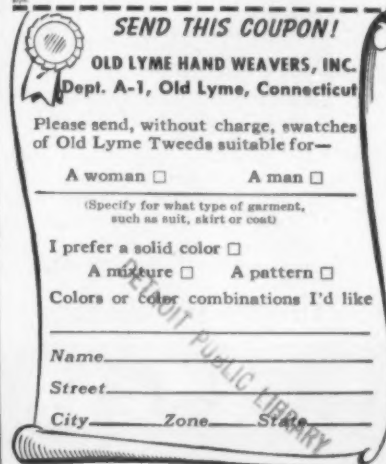 SEND THIS COUPON!
OLD LYME HAND WEAVERS, INC.
Dept. A-1, Old Lyme, Connecticut
Please send, without charge, swatches
of Old Lyme Tweeds suitable for—
A woman □ A man □
(Specify for what type of garment,
such as suit, skirt or coat)
I prefer a solid color □
A mixture □ A pattern □
Colors or color combinations I'd like
Name
Street
City Zone State
DETROIT PUBLIC LIBRARY